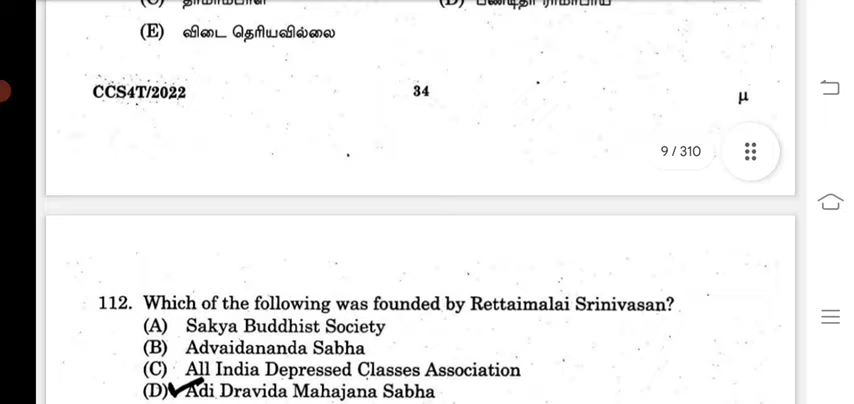 (E) விடை தெரியவில்லை
CCS4T/2022 34 µ
9 / 310
112. Which of the following was founded by Rettaimalai Srinivasan?
(A) Sakya Buddhist Society
(B) Advaidananda Sabha
(C) All India Depressed Classes Association
(D) Adi Dravida Mahajana Sabha